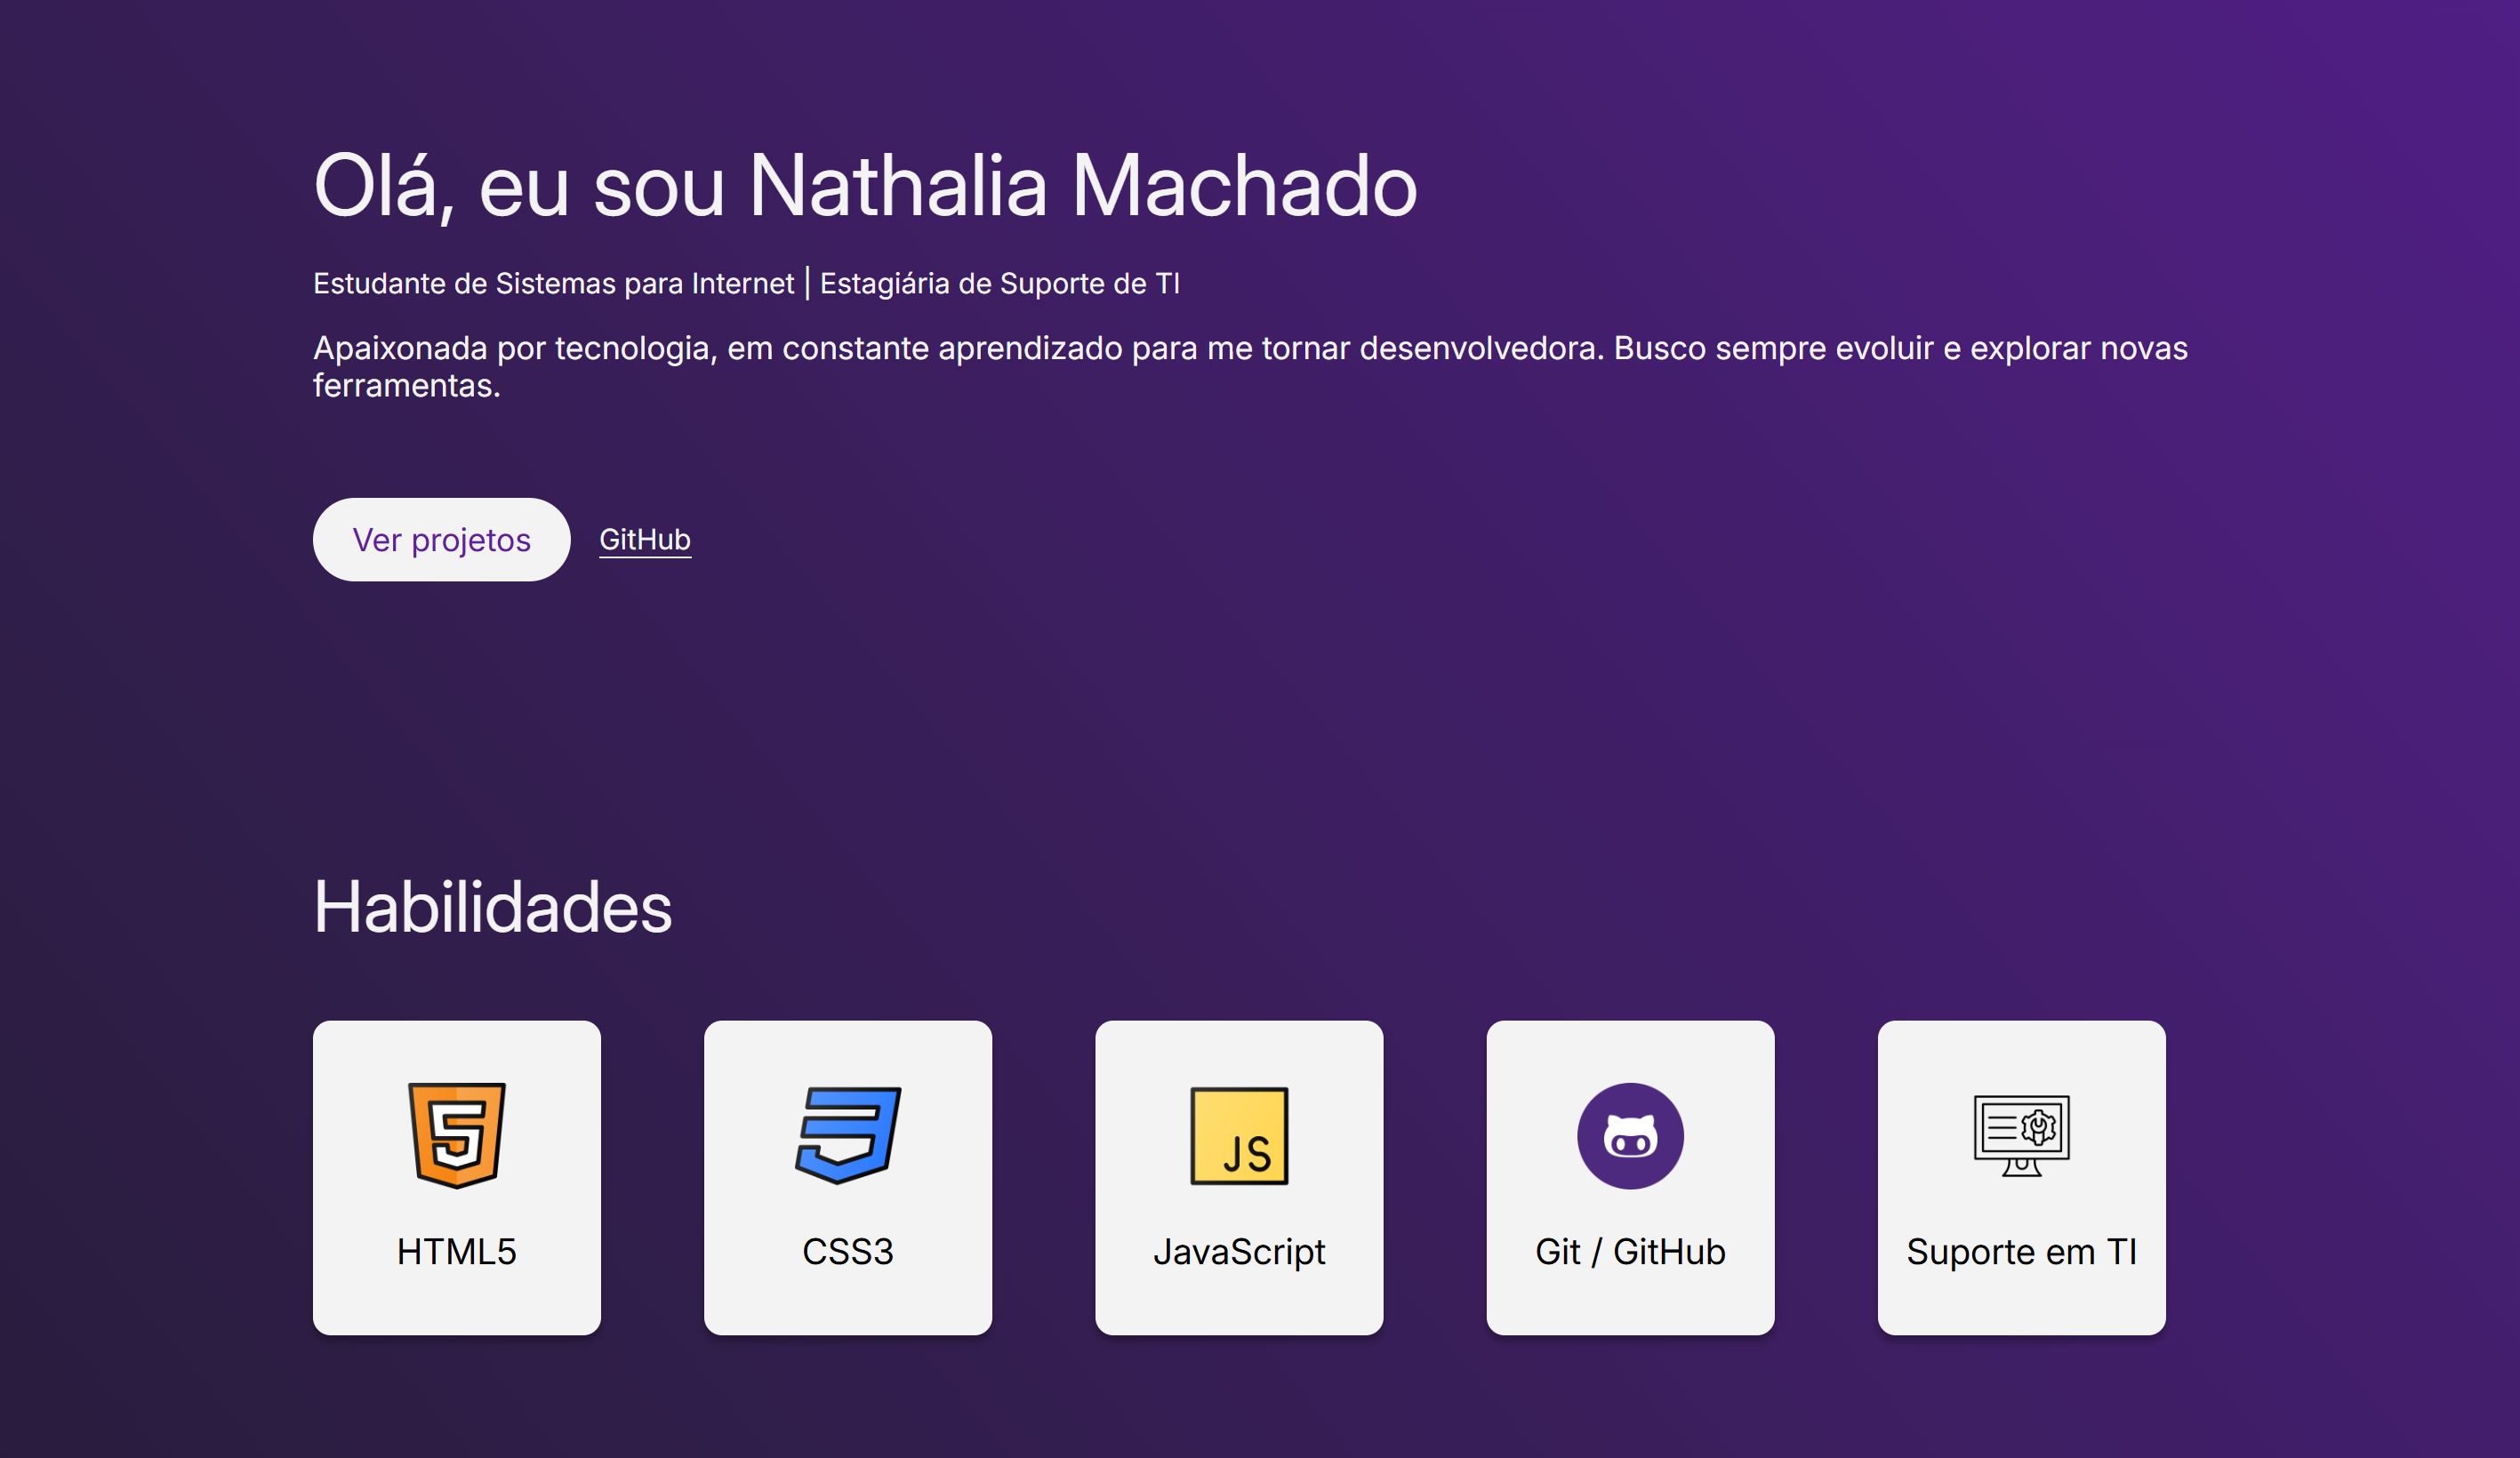 Olá, eu sou Nathalia Machado
Estudante de Sistemas para Internet | Estagiária de Suporte de TI
Apaixonada por tecnologia, em constante aprendizado para me tornar desenvolvedora. Busco sempre evoluir e explorar novas
ferramentas.
Ver projetos GitHub
Habilidades
5 JS
HTML5 CSS3 JavaScript Git / GitHub Suporte em TI